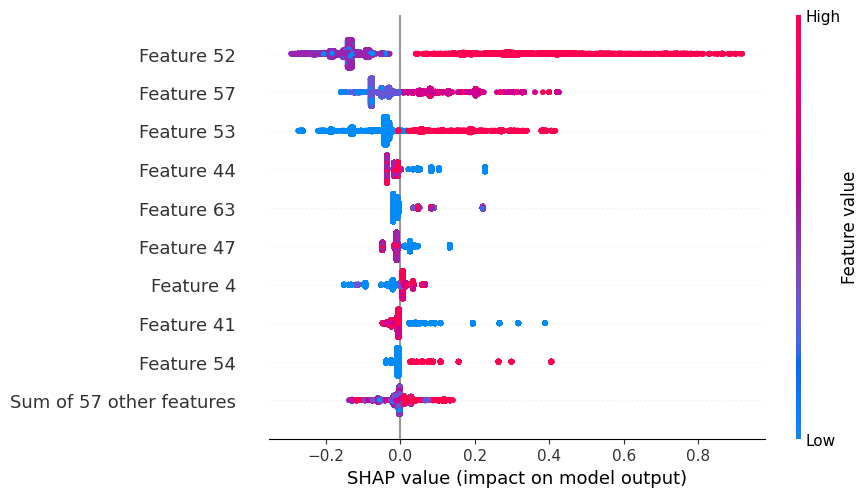 High
Feature 52
Feature 57
Feature 53
Feature 44
Feature 63
Feature 47
Feature 4
Feature 41
Feature 54
Sum of 57 other features
Feature value
Low
−0.2 0.0 0.2 0.4 0.6 0.8
SHAP value (impact on model output)